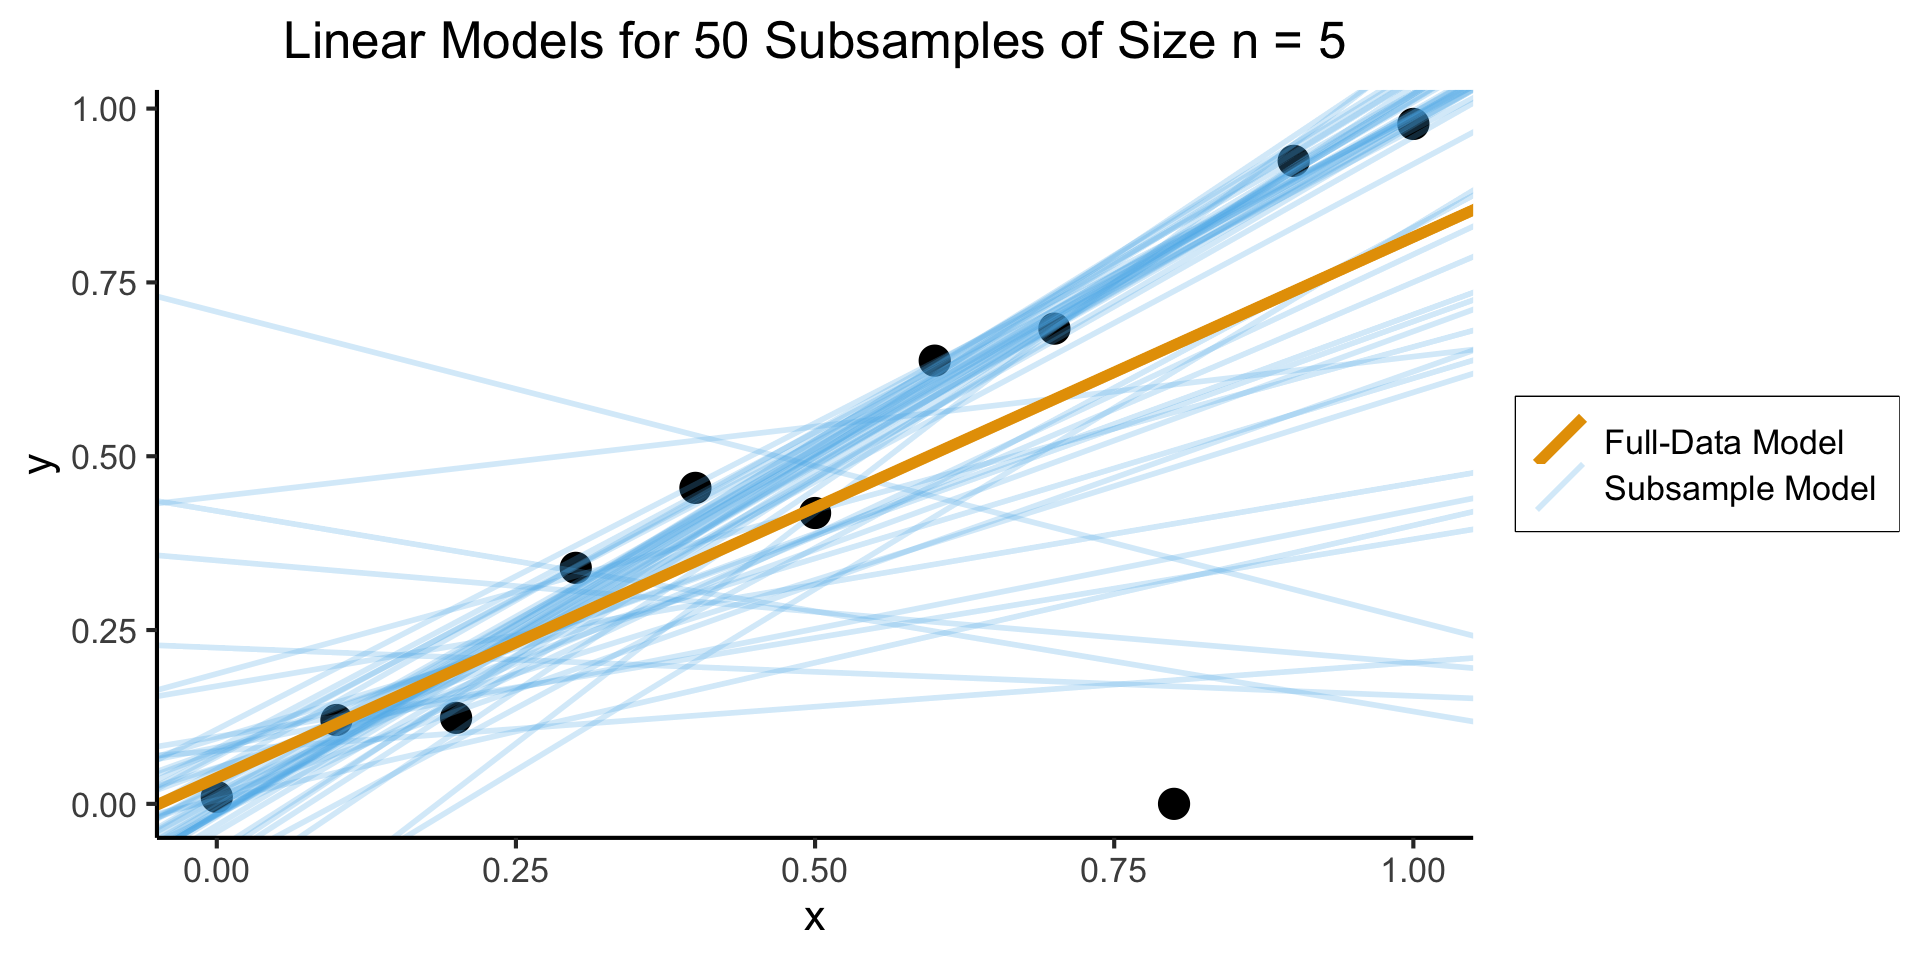 Linear Models for 50 Subsamples of Size n = 5
1.00
0.75
0.50
0.25
0.00
y
0.00 0.25 0.50 0.75 1.00
x
Full-Data Model
Subsample Model